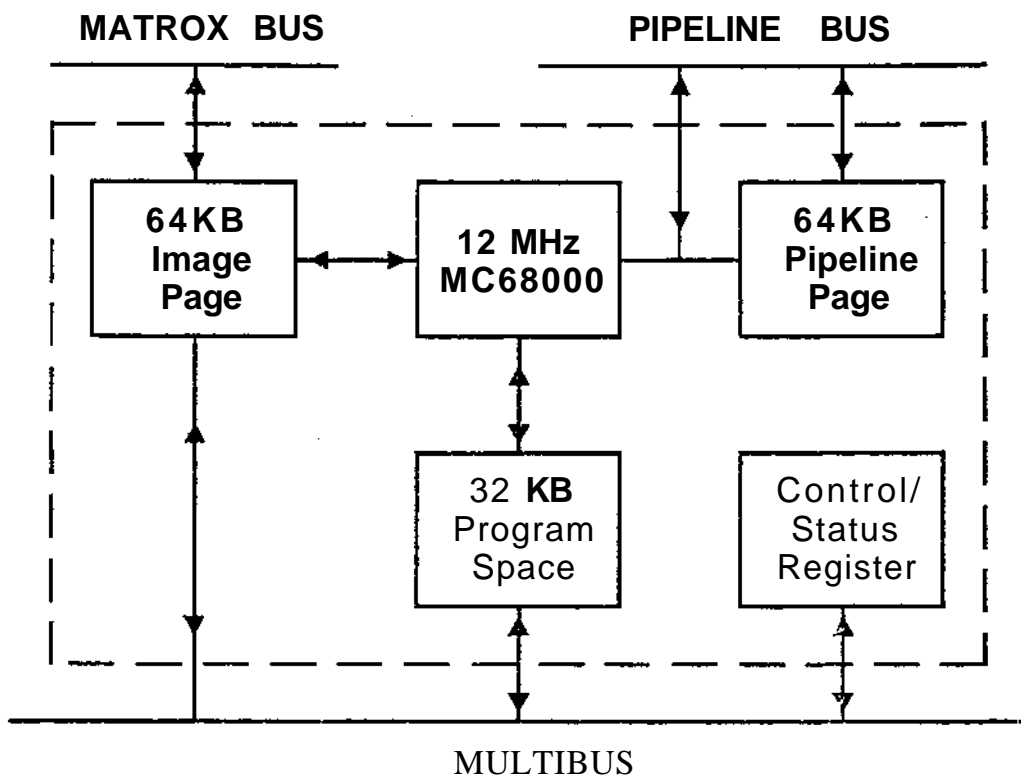 MATROX BUS
PIPELINE BUS
64KB
Image
Page
12 MHz
MC68000
64KB
Pipeline
Page
32 KB
Program
Space
Control/
Status
Register
MULTIBUS